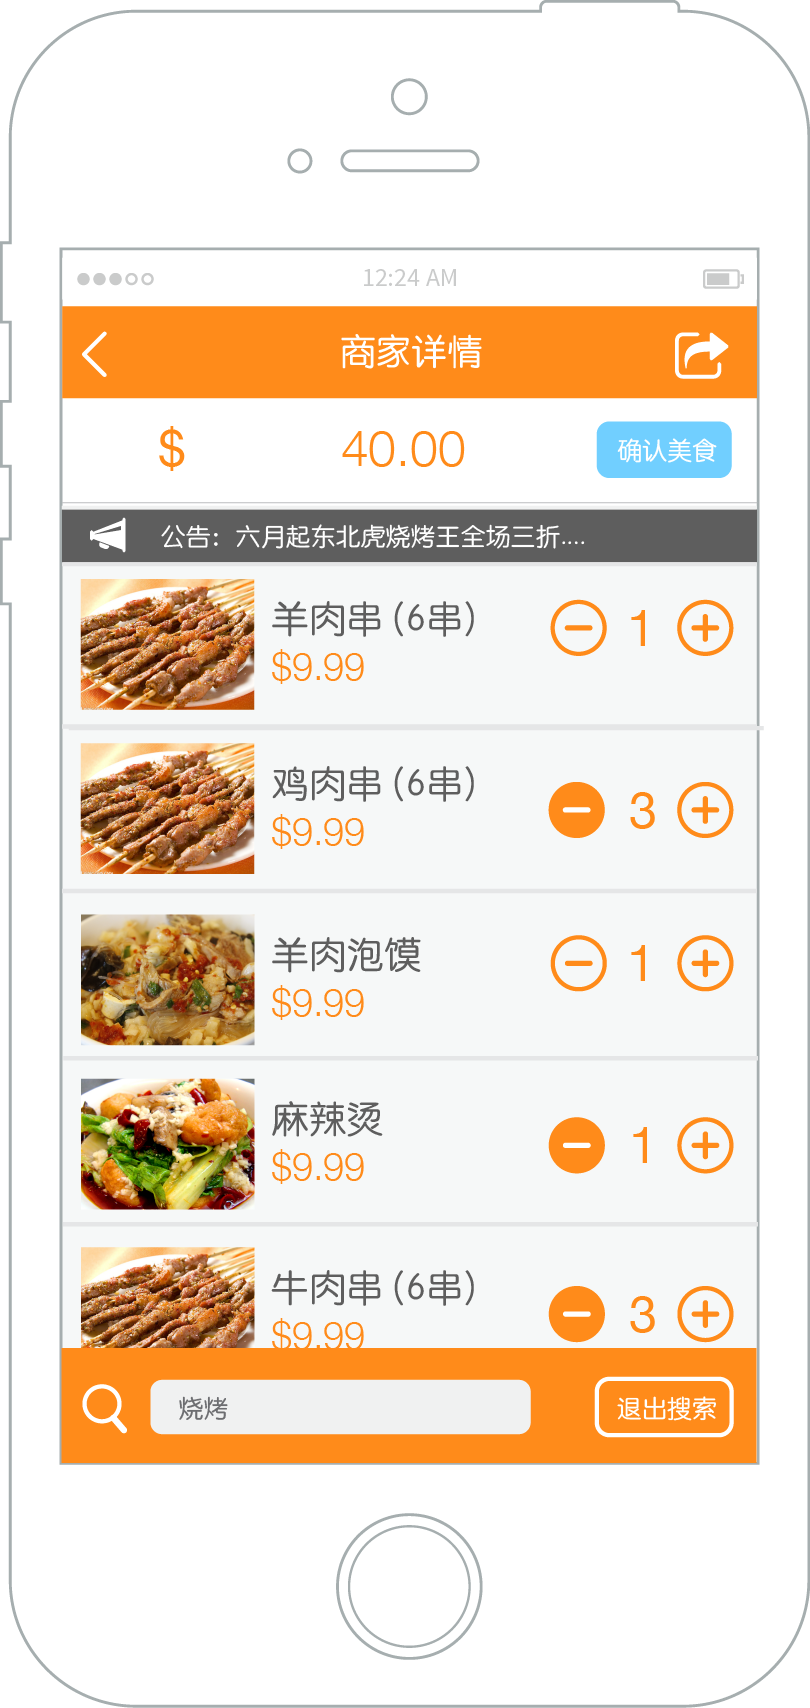 12:24 AM
商家详情
$ 40.00 确认美食
公告：六月起东北虎烧烤王全场三折....
羊肉串（6串）
$9.99
1
鸡肉串（6串）
$9.99
3
羊肉泡馍
$9.99
1
麻辣烫
$9.99
1
牛肉串（6串）
$9.99
3
烧烤 退出搜索